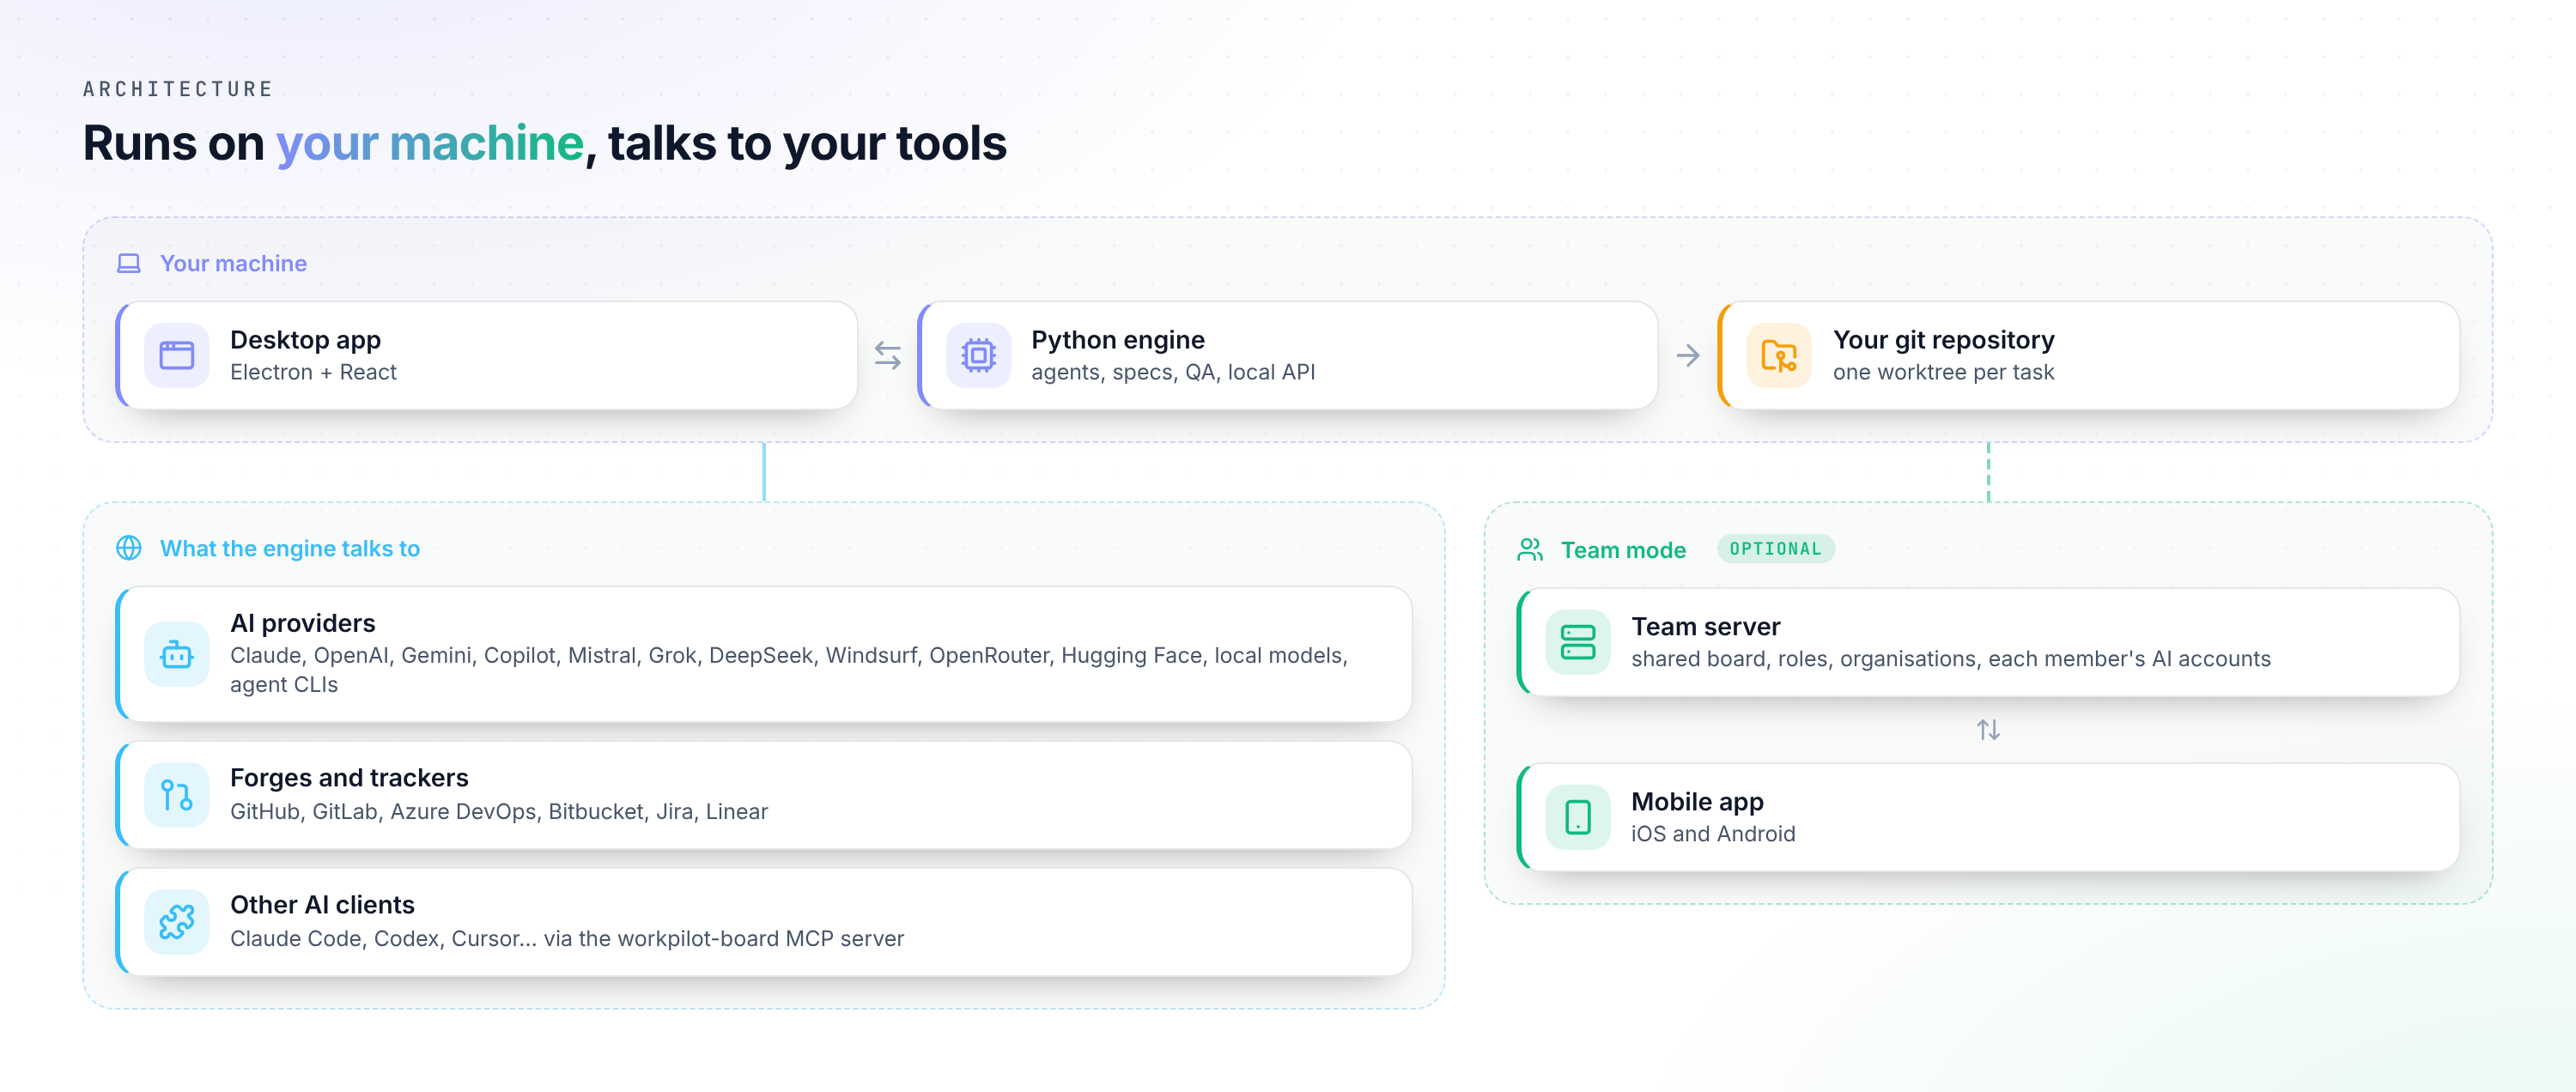 ARCHITECTURE
Runs on your machine, talks to your tools
Your machine
Desktop app
Electron + React
Python engine
agents, specs, QA, local API
Your git repository
one worktree per task
What the engine talks to
AI providers
Claude, OpenAI, Gemini, Copilot, Mistral, Grok, DeepSeek, Windsurf, OpenRouter, Hugging Face, local models,
agent CLIs
Forges and trackers
GitHub, GitLab, Azure DevOps, Bitbucket, Jira, Linear
Other AI clients
Claude Code, Codex, Cursor... via the workpilot-board MCP server
Team mode
OPTIONAL
Team server
shared board, roles, organisations, each member's AI accounts
Mobile app
iOS and Android